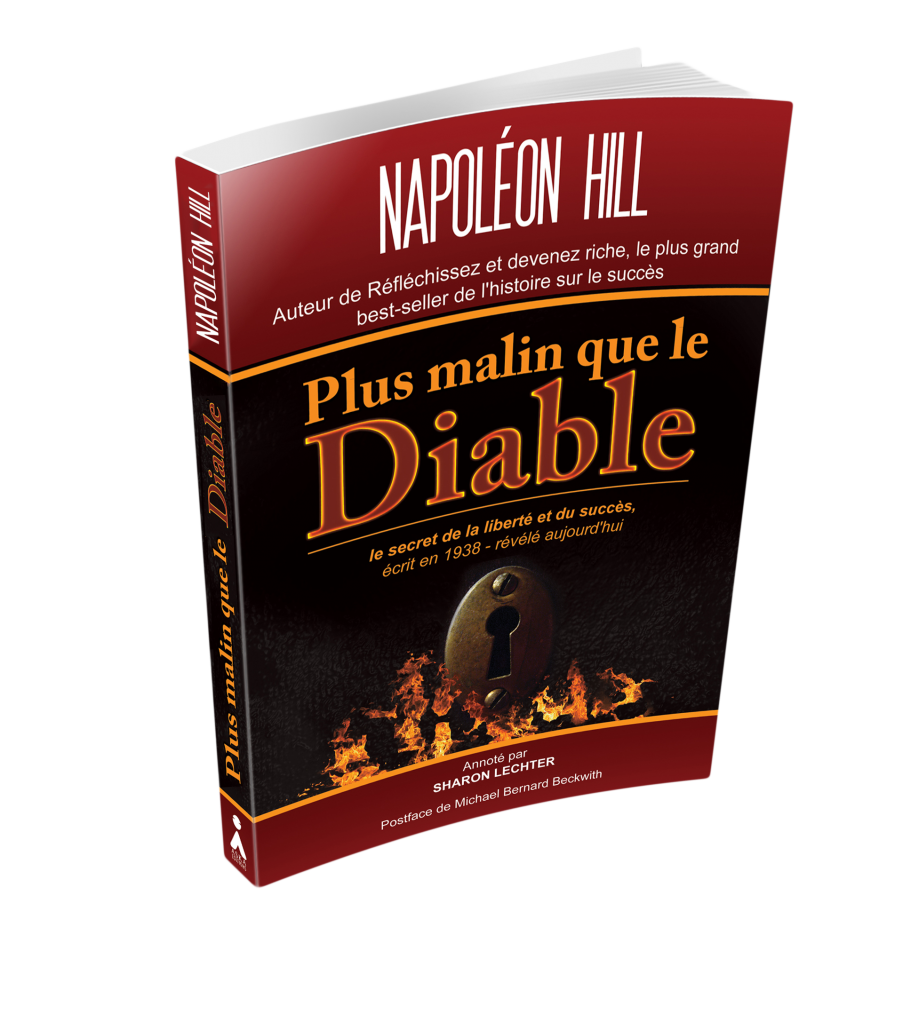 NAPOLÉON HILL
Auteur de Réfléchissez et devenez riche, le plus grand
best-seller de l'histoire sur le succès
Plus malin que le
Diable
le secret de la liberté et du succès,
écrit en 1938 - révélé aujourd'hui
Annoté par
SHARON LECHTER
Postface de Michael Bernard Beckwith
NAPOLÉON HILL
Plus malin que le Diable